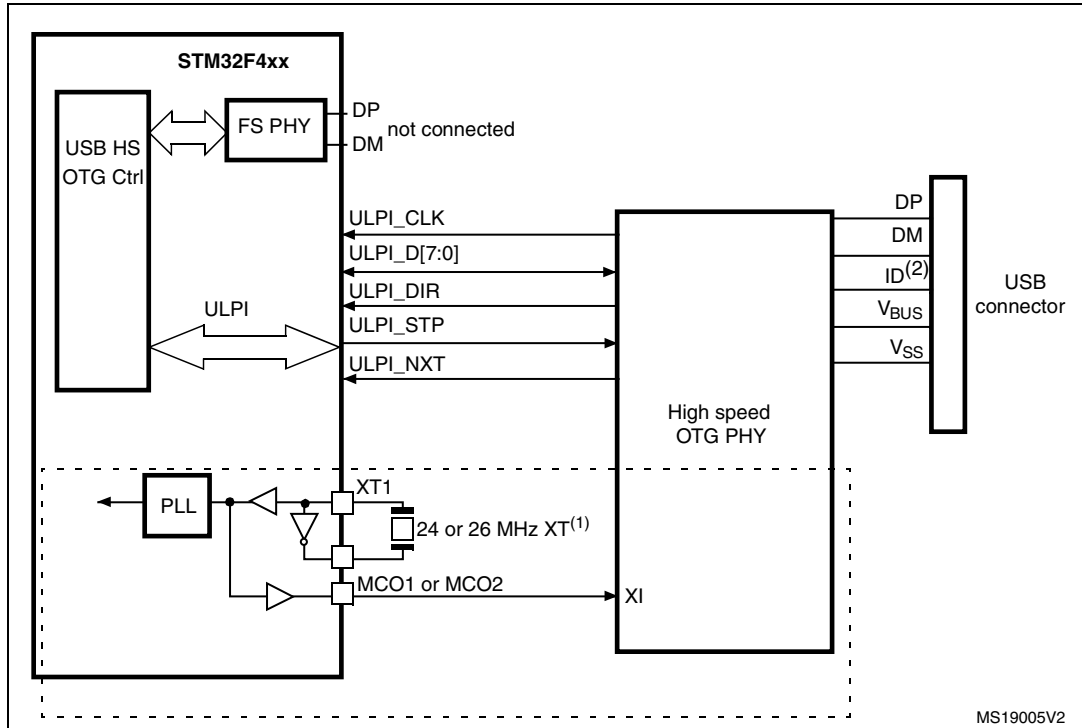 STM32F4xx
USB HS
OTG Ctrl
FS PHY
DP
DM
not connected
ULPI
ULPI_CLK
ULPI_D[7:0]
ULPI_DIR
ULPI_STP
ULPI_NXT
High speed
OTG PHY
DP
DM
ID(2)
VBUS
VSS
USB
connector
PLL
XT1
24 or 26 MHz XT(1)
MCO1 or MCO2
XI
MS19005V2